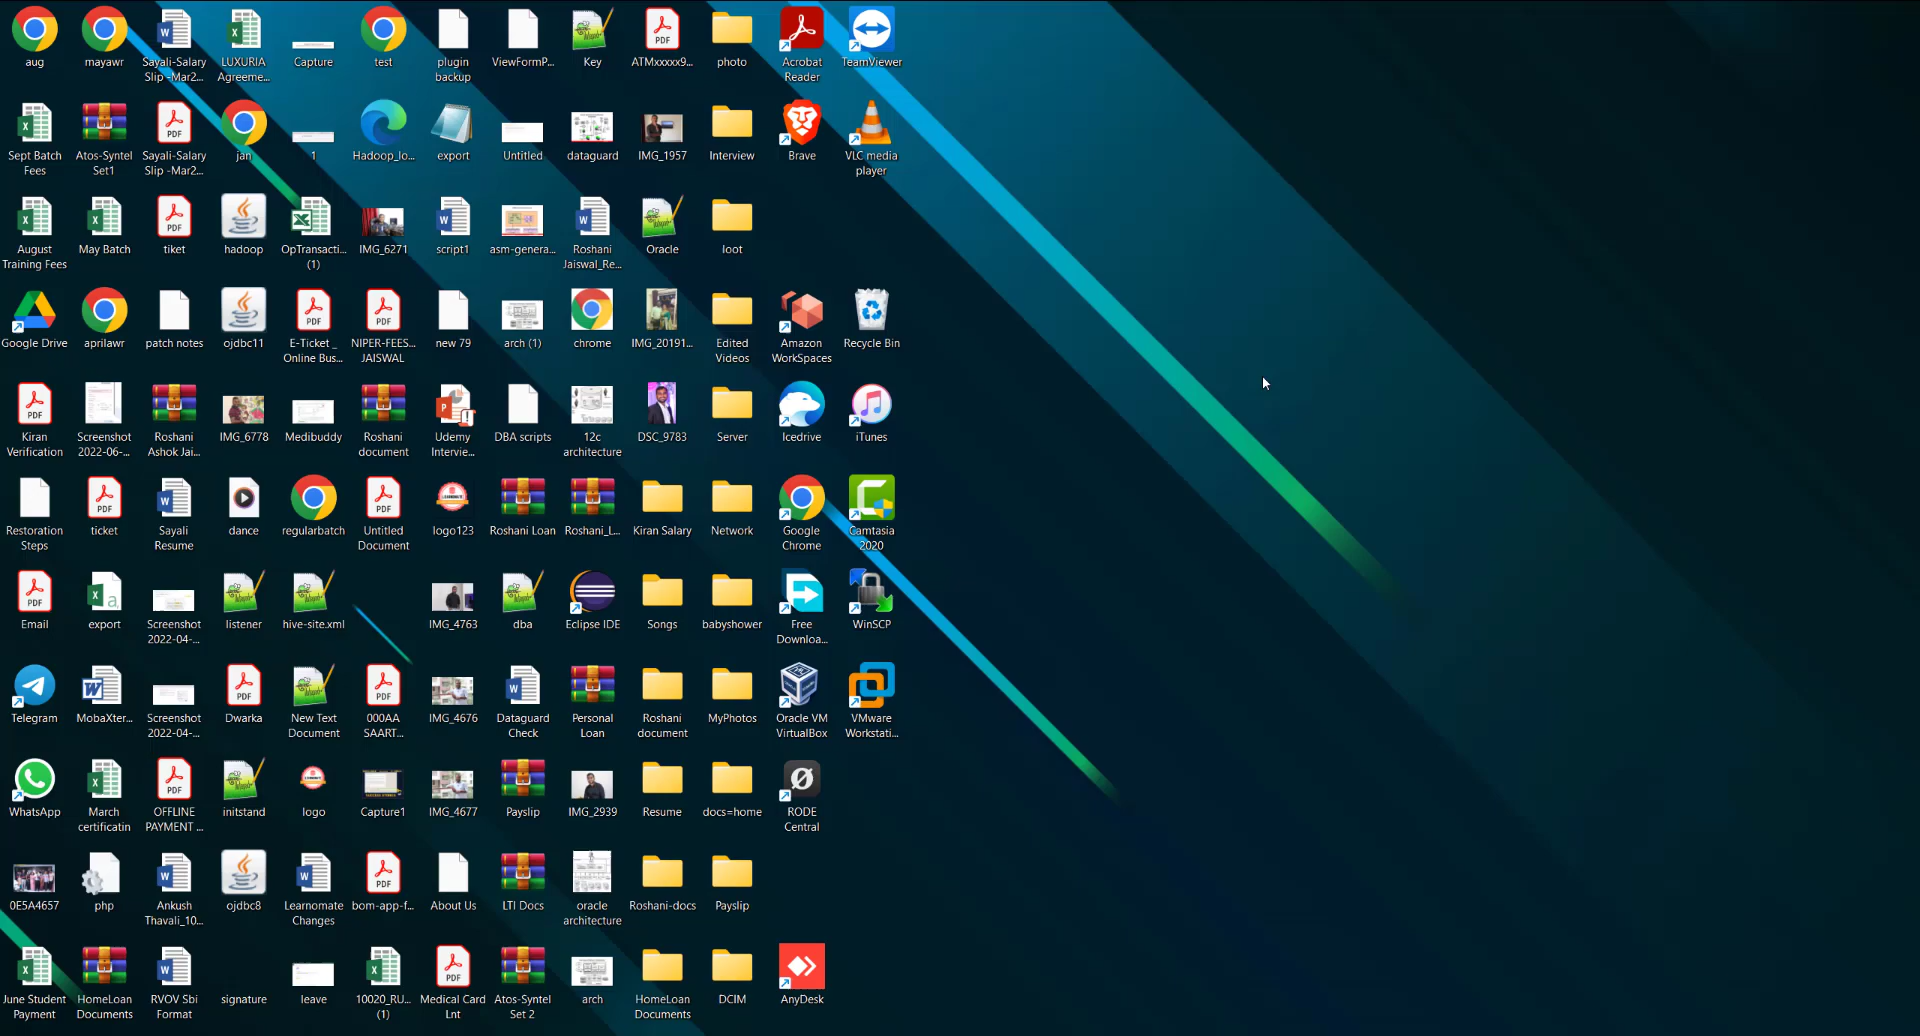 aug
mayawr
Sayali-Salary
Slip -Mar2...
LUXURIA
Agreeme...
Capture
test
plugin
backup
ViewFormP...
Key
ATMxxxxx9...
photo
Acrobat
Reader
TeamViewer
Sept Batch
Fees
Atos-Syntel
Set1
Sayali-Salary
Slip -Mar2...
jan
1
Hadoop_lo...
export
Untitled
dataguard
IMG_1957
Interview
Brave
VLC media
player
August
Training Fees
May Batch
tiket
hadoop
OpTransacti...
(1)
IMG_6271
script1
asm-genera...
Roshani
Jaiswal_Re...
Oracle
loot
Google Drive
aprilawr
patch notes
ojdbc11
E-Ticket _
Online Bus...
NIPER-FEES...
JAISWAL
new 79
arch (1)
chrome
IMG_20191...
Edited
Videos
Amazon
WorkSpaces
Recycle Bin
Kiran
Verification
Screenshot
2022-06-...
Roshani
Ashok Jai...
IMG_6778
Medibuddy
Roshani
document
Udemy
Intervie...
DBA scripts
12c
architecture
DSC_9783
Server
Icedrive
iTunes
Restoration
Steps
ticket
Sayali
Resume
dance
regularbatch
Untitled
Document
logo123
Roshani Loan
Roshani_L...
Kiran Salary
Network
Google
Chrome
Camtasia
2020
Email
export
Screenshot
2022-04-...
listener
hive-site.xml
IMG_4763
dba
Eclipse IDE
Songs
babyshower
Free
Downloa...
WinSCP
Telegram
MobaXter...
Screenshot
2022-04-...
Dwarka
New Text
Document
000AA
SAART...
IMG_4676
Dataguard
Check
Personal
Loan
Roshani
document
MyPhotos
Oracle VM
VirtualBox
VMware
Workstati...
WhatsApp
March
certificatin
OFFLINE
PAYMENT ...
initstand
logo
Capture1
IMG_4677
Payslip
IMG_2939
Resume
docs=home
RODE
Central
0E5A4657
php
Ankush
Thavali_10...
ojdbc8
Learnomate
Changes
bom-app-f...
About Us
LTI Docs
oracle
architecture
Roshani-docs
Payslip
June Student
Payment
HomeLoan
Documents
RVOV Sbi
Format
signature
leave
10020_RU...
(1)
Medical Card
Lnt
Atos-Syntel
Set 2
arch
HomeLoan
Documents
DCIM
AnyDesk